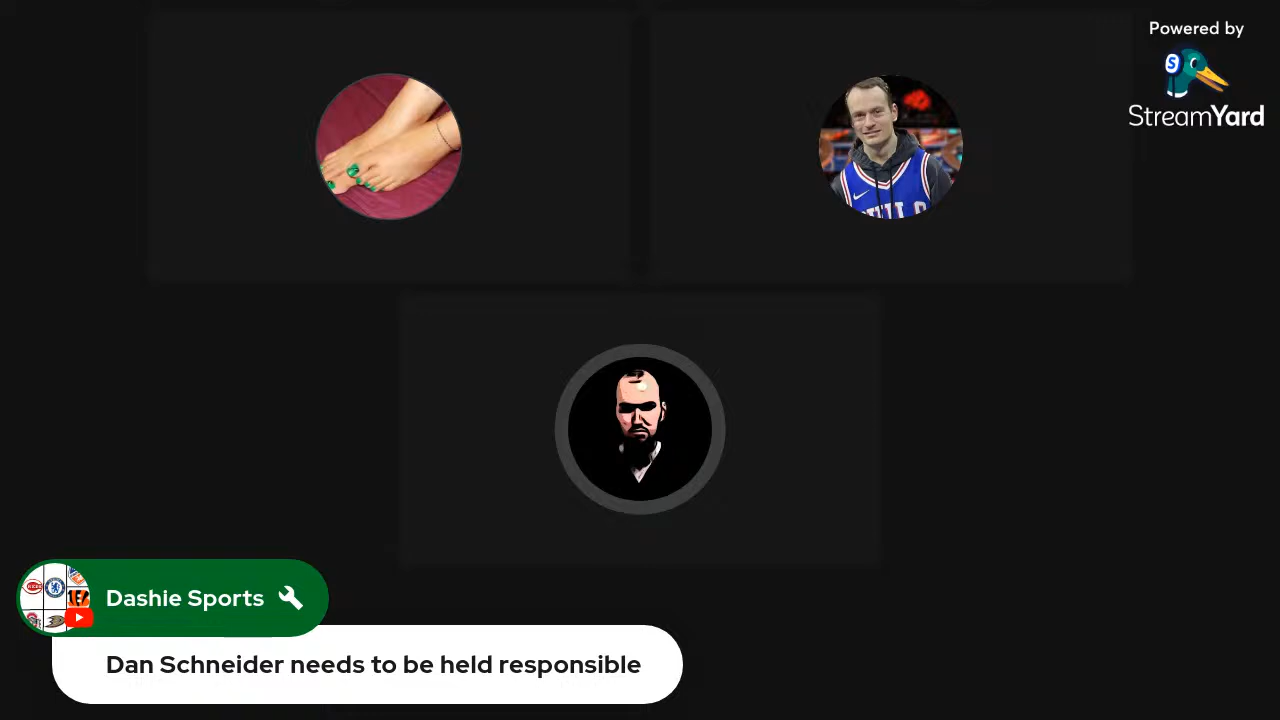 Powered by
StreamYard
Dashie Sports
Dan Schneider needs to be held responsible